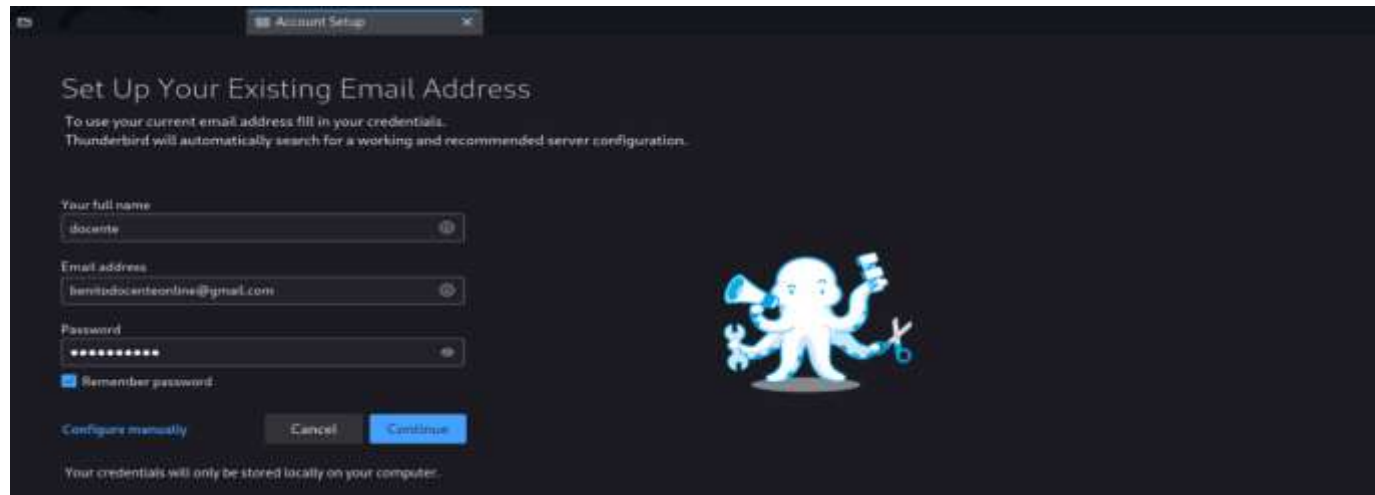 Account Setup
Set Up Your Existing Email Address
To use your current email address fill in your credentials.
Thunderbird will automatically search for a working and recommended server configuration.
Your full name
docente
Email address
benitodocenteonline@gmail.com
Password
••••••••••
Remember password
Configure manually Cancel Continue
Your credentials will only be stored locally on your computer.